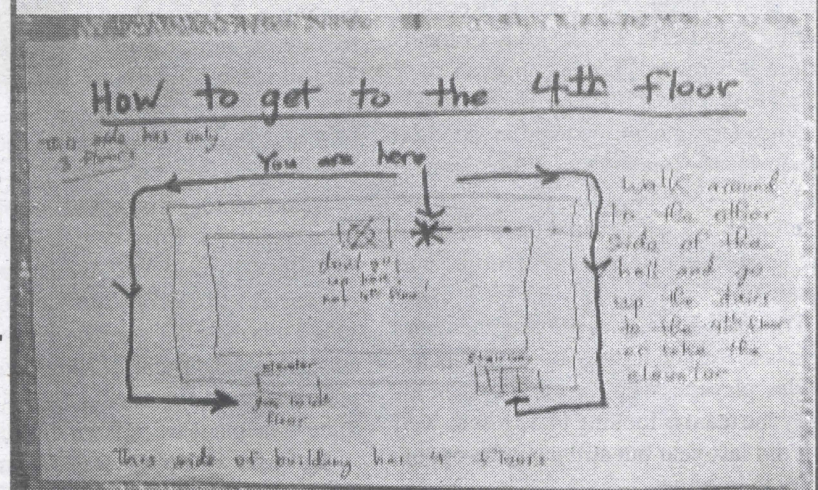 How to get to the 4th floor
This side has only
3 floors
You are here
don't go
up here,
not 4th floor!
Walk around
to the other
side of the
hall and go
up the stairs
to the 4th floor
or take the
elevator
elevator
Stairs
goes to 4th
floor
This side of building has 4 floors